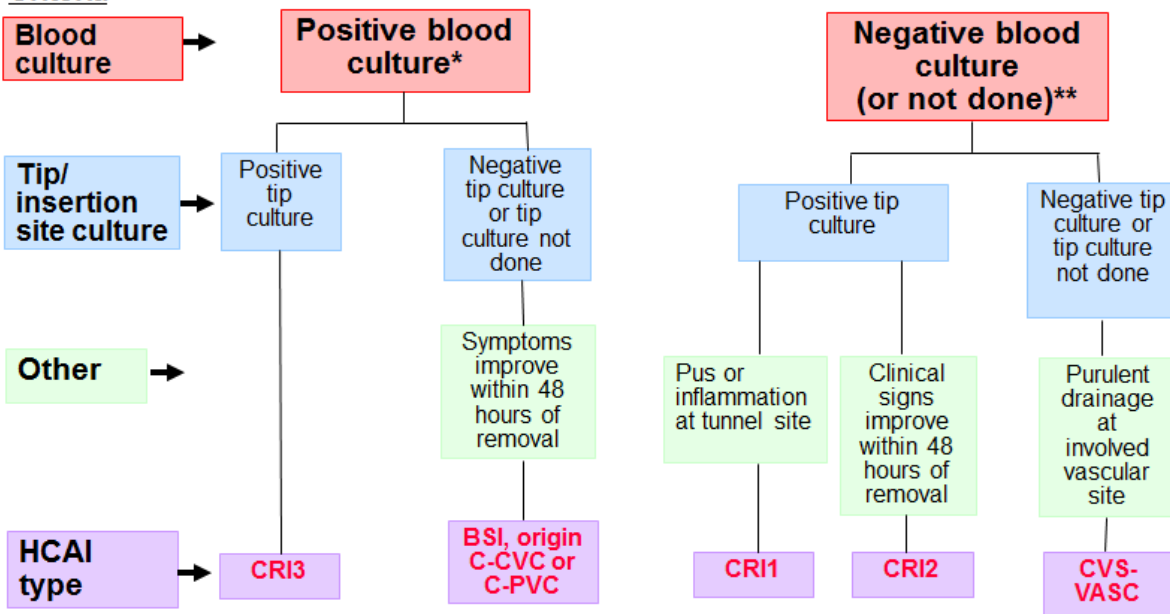 Blood
culture
Positive blood
culture*
Negative blood
culture
(or not done)**
Tip/
insertion
site culture
Positive
tip
culture
Negative
tip culture
or tip
culture not
done
Positive tip
culture
Negative tip
culture or
tip culture
not done
Other
Symptoms
improve
within 48
hours of
removal
Pus or
inflammation
at tunnel site
Clinical
signs
improve
within 48
hours of
removal
Purulent
drainage
at
involved
vascular
site
HCAI
type
CRI3
BSI, origin
C-CVC or
C-PVC
CRI1
CRI2
CVS-
VASC